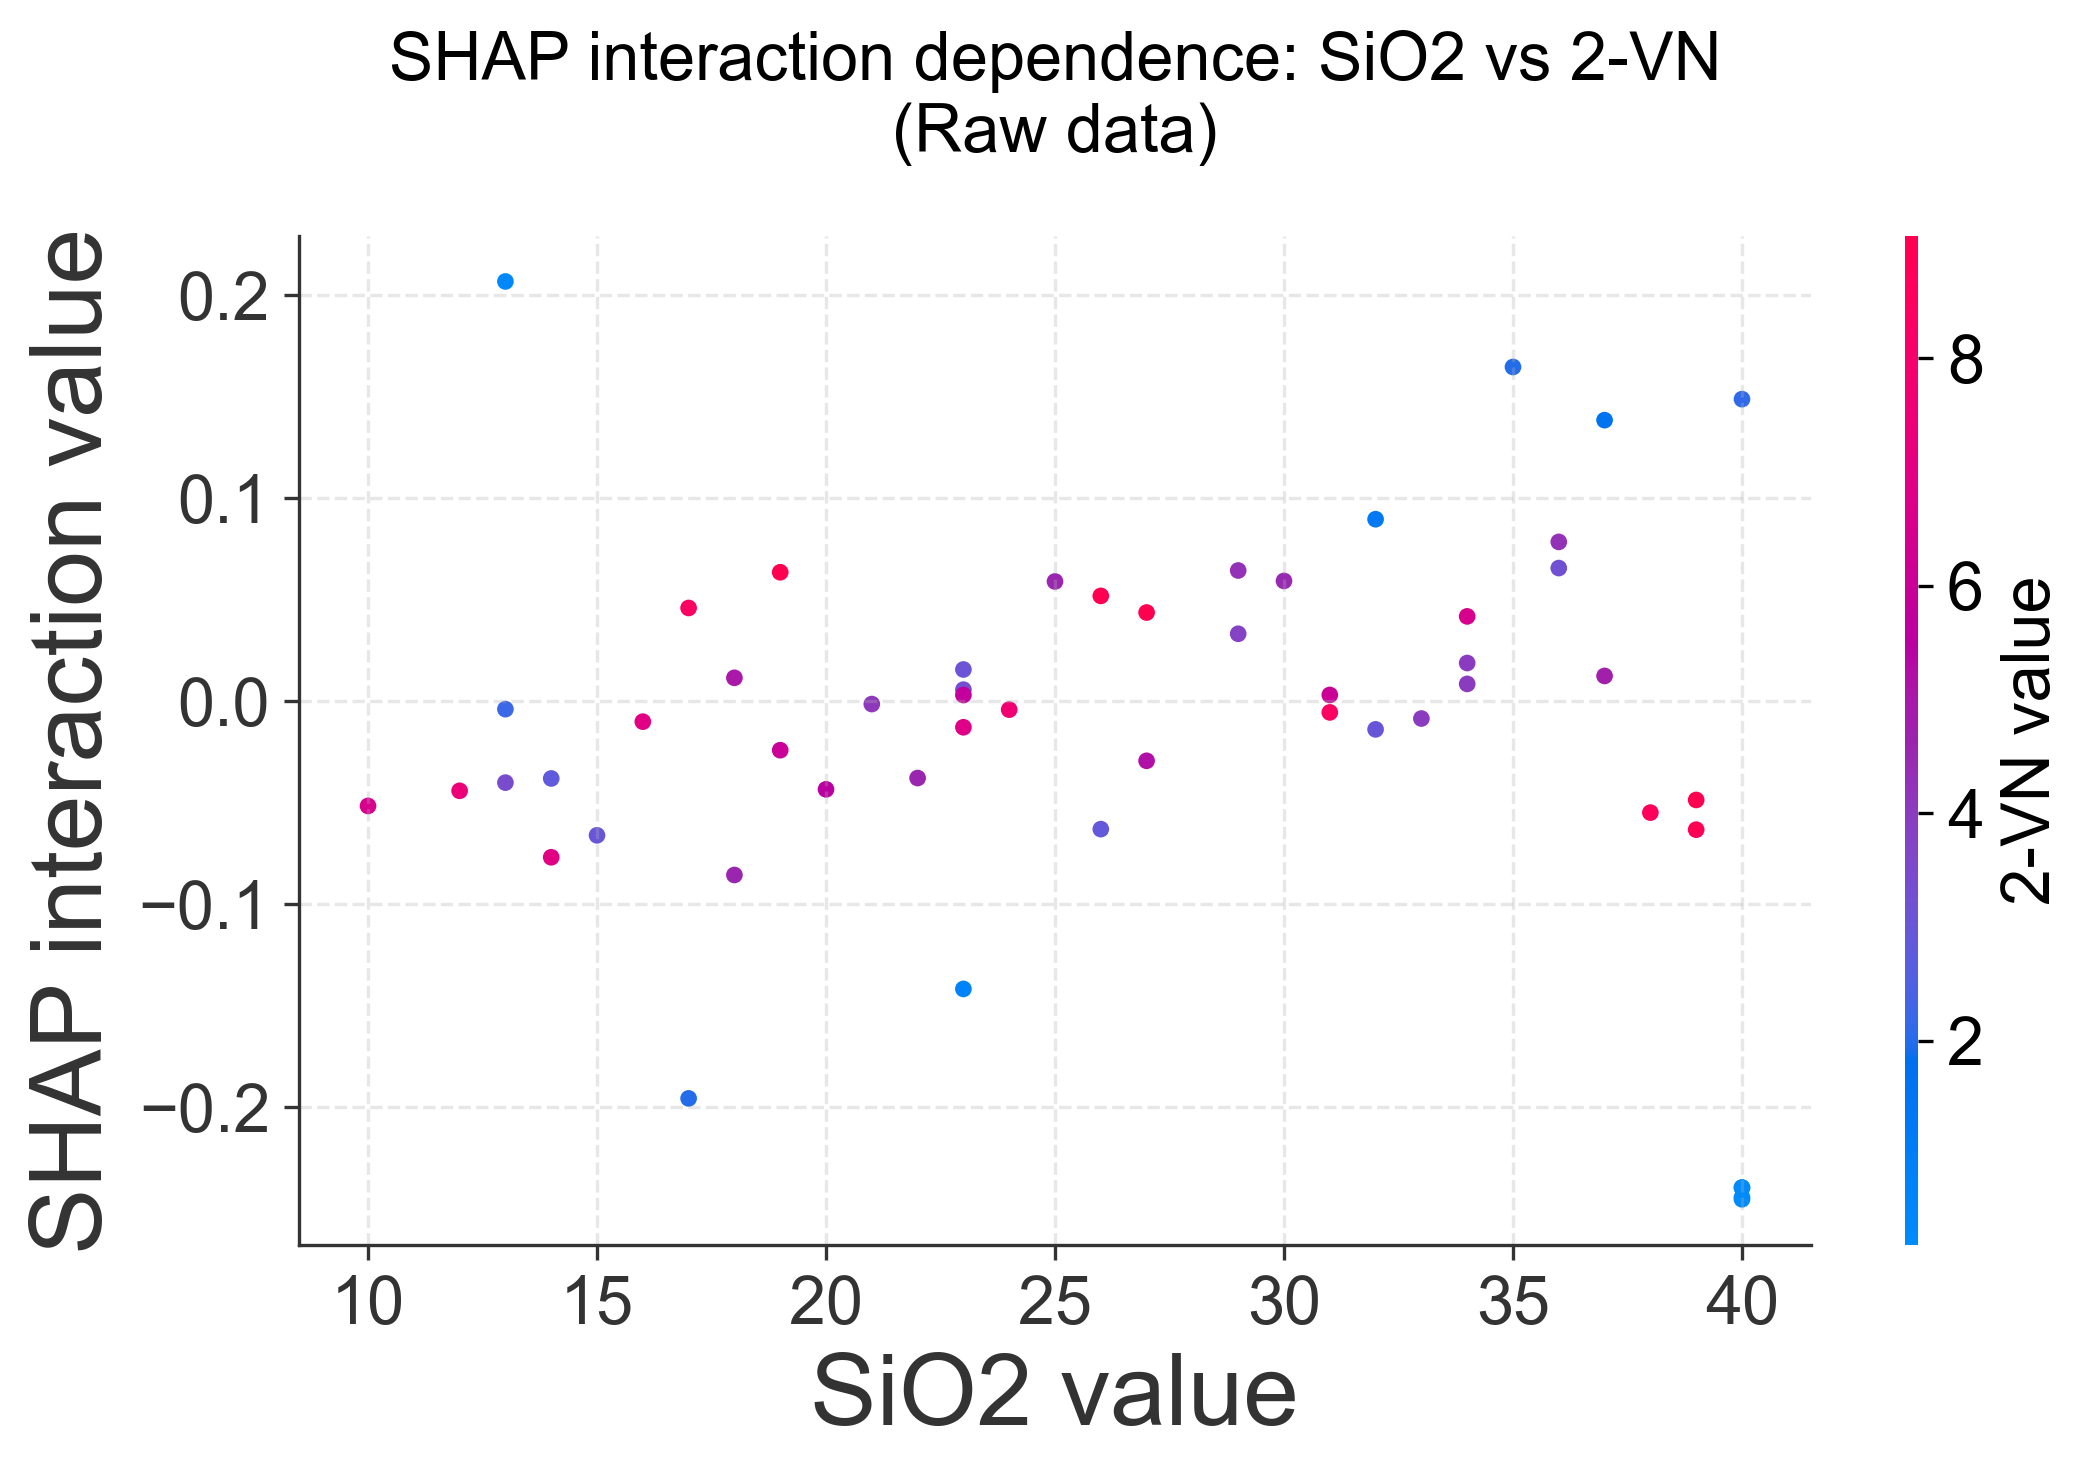 SHAP interaction dependence: SiO2 vs 2-VN
(Raw data)
SHAP interaction value
0.2
0.1
0.0
−0.1
−0.2
10 15 20 25 30 35 40
SiO2 value
8
6
4
2
2-VN value